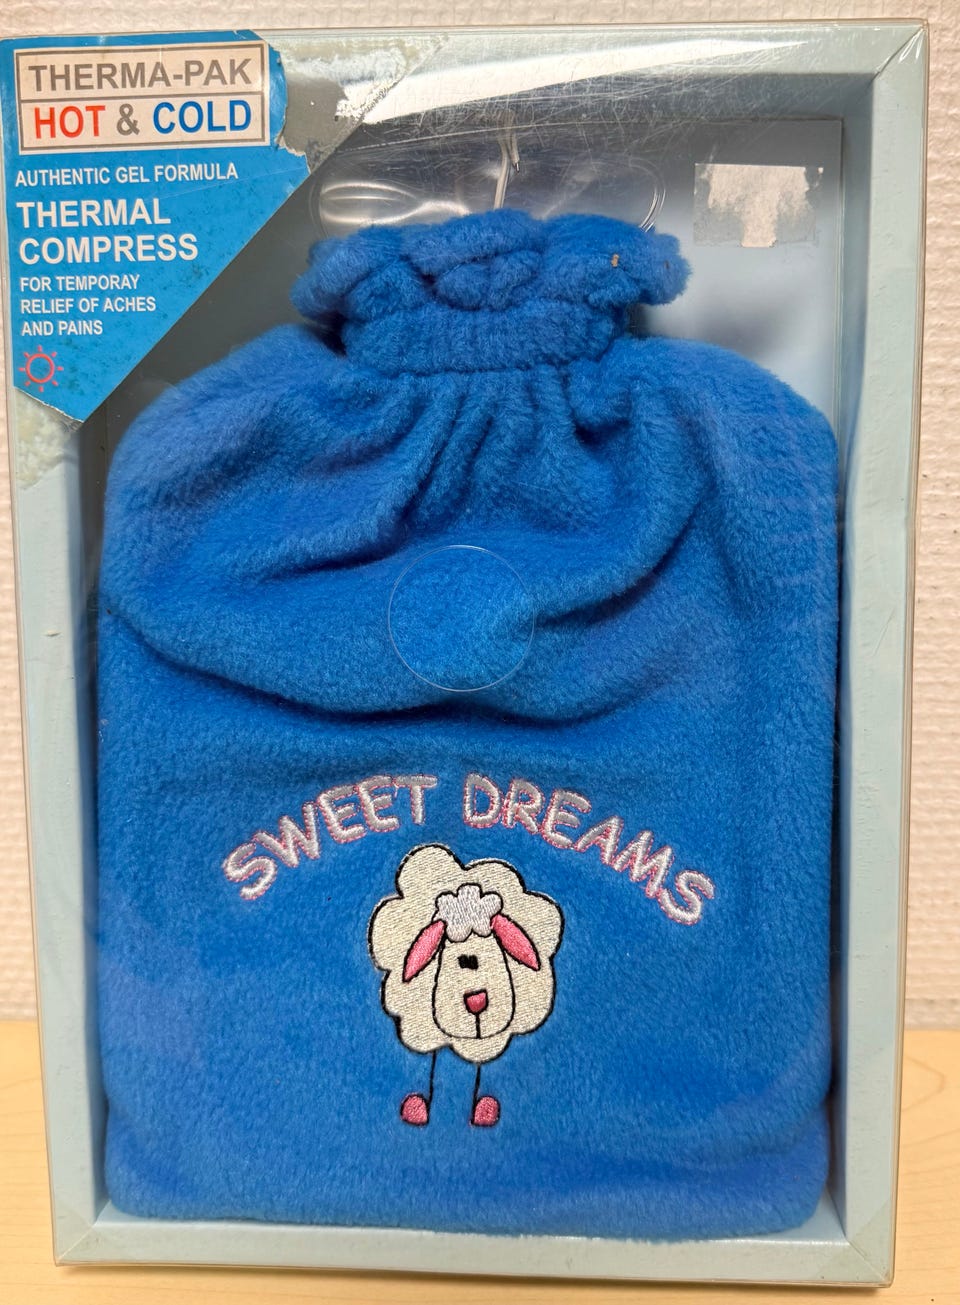 THERMA-PAK
HOT & COLD
AUTHENTIC GEL FORMULA
THERMAL
COMPRESS
FOR TEMPORAY
RELIEF OF ACHES
AND PAINS
SWEET DREAMS